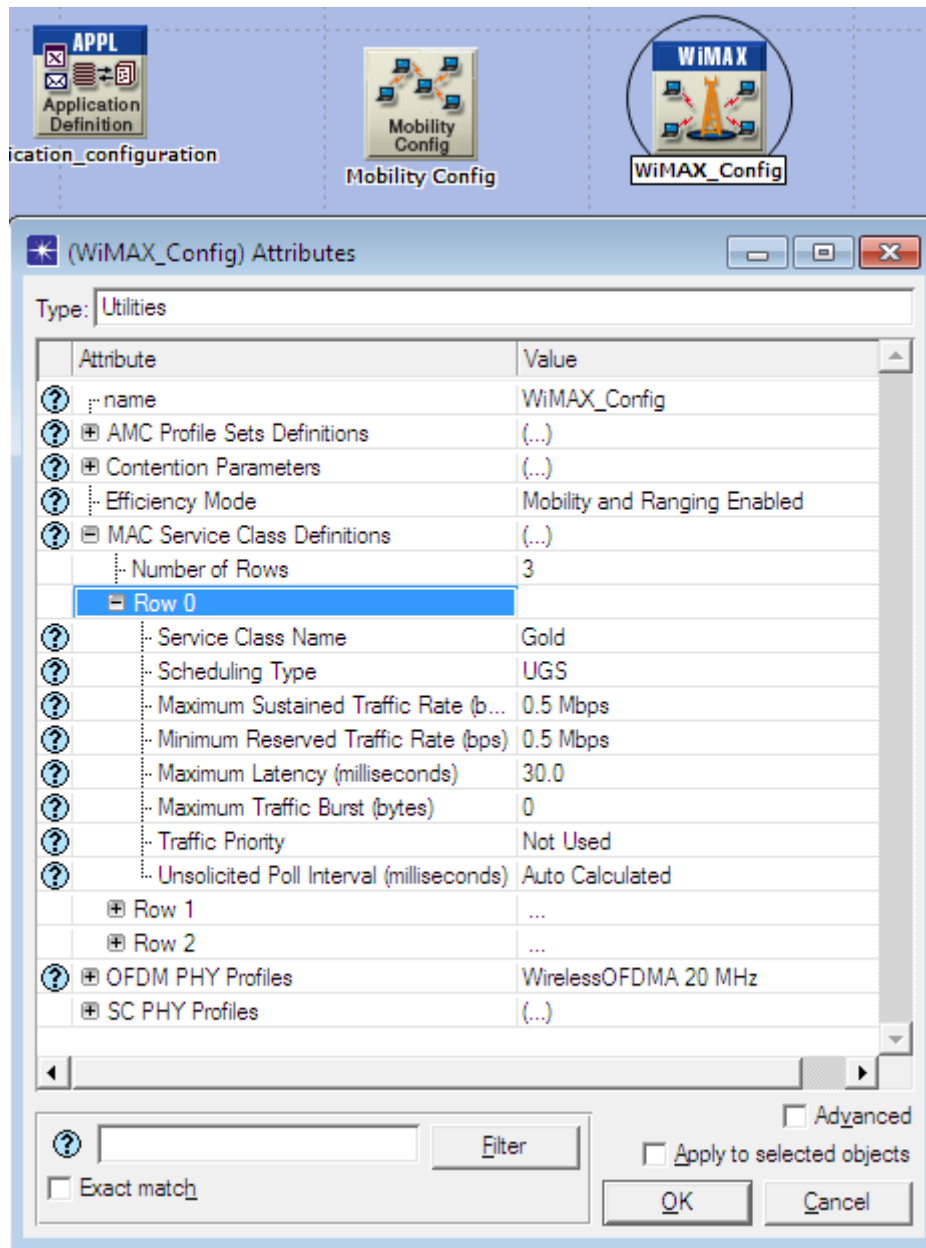 APPL
Application
Definition
ication_configuration
Mobility
Config
Mobility Config
WiMAX
WiMAX_Config
(WiMAX_Config) Attributes
Type: Utilities
Attribute Value
? name WiMAX_Config
? AMC Profile Sets Definitions (...)
? Contention Parameters (...)
? Efficiency Mode Mobility and Ranging Enabled
? MAC Service Class Definitions (...)
Number of Rows 3
Row 0
? Service Class Name Gold
? Scheduling Type UGS
? Maximum Sustained Traffic Rate (b... 0.5 Mbps
? Minimum Reserved Traffic Rate (bps) 0.5 Mbps
? Maximum Latency (milliseconds) 30.0
? Maximum Traffic Burst (bytes) 0
? Traffic Priority Not Used
? Unsolicited Poll Interval (milliseconds) Auto Calculated
Row 1 ...
Row 2 ...
? OFDM PHY Profiles WirelessOFDMA 20 MHz
SC PHY Profiles (...)
Advanced
? Filter Apply to selected objects
Exact match OK Cancel